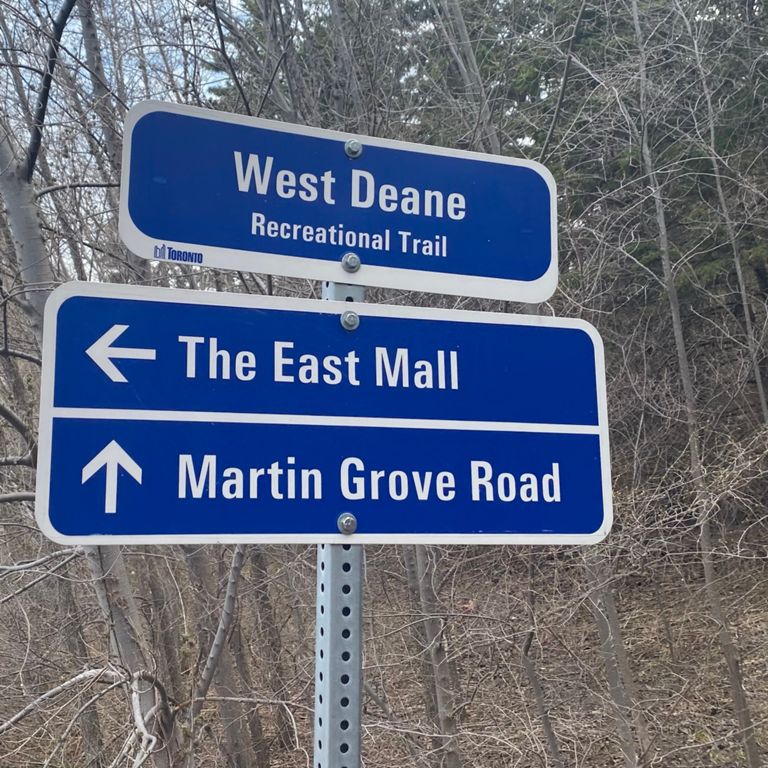 West Deane
Recreational Trail
TORONTO
The East Mall
Martin Grove Road